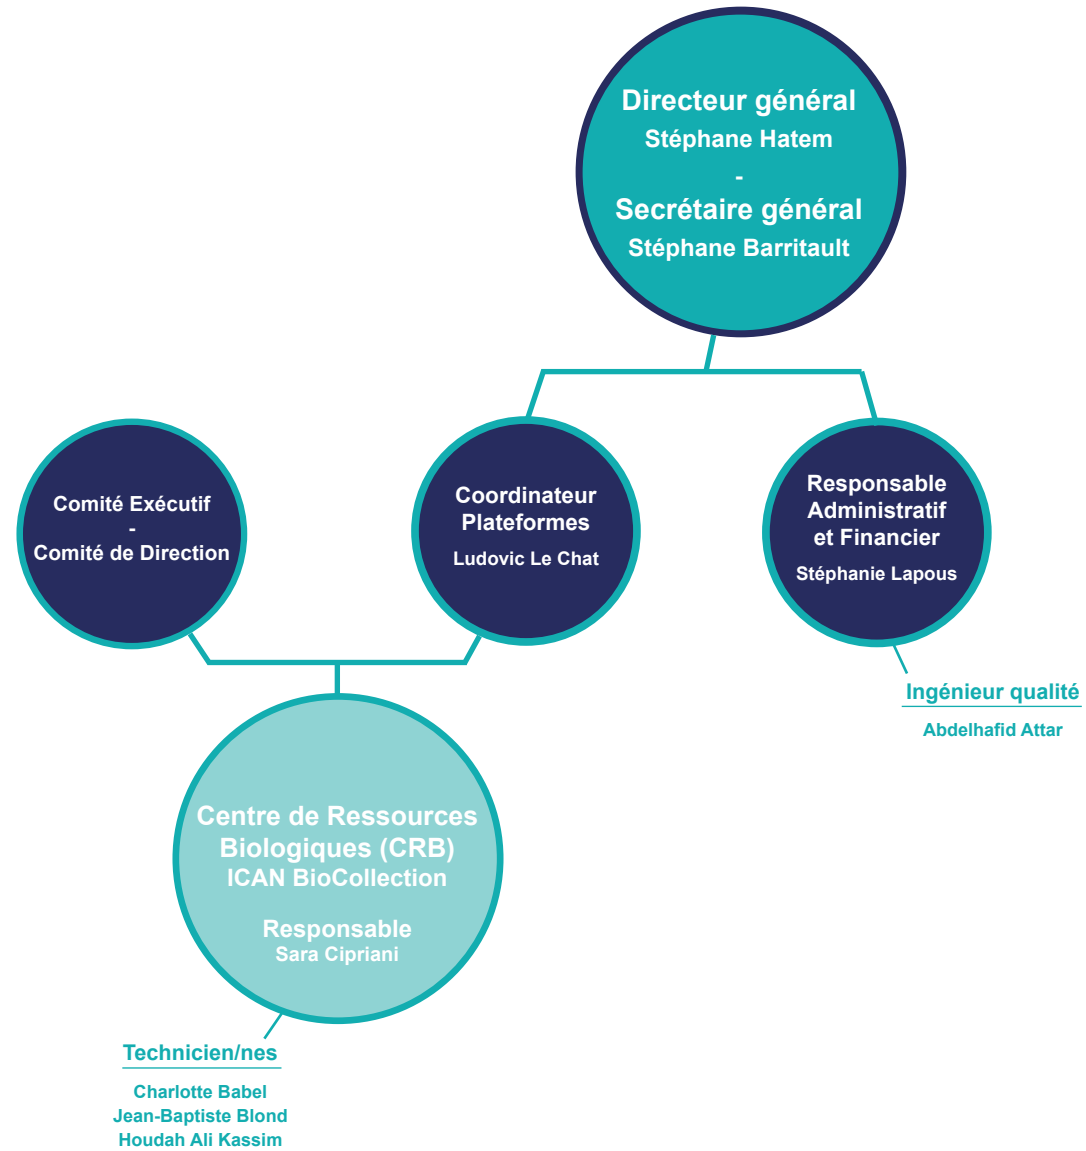 Directeur général
Stéphane Hatem
-
Secrétaire général
Stéphane Barritault
Comité Exécutif
-
Comité de Direction
Coordinateur
Plateformes
Ludovic Le Chat
Responsable
Administratif
et Financier
Stéphanie Lapous
Ingénieur qualité
Abdelhafid Attar
Centre de Ressources
Biologiques (CRB)
ICAN BioCollection
Responsable
Sara Cipriani
Technicien/nes
Charlotte Babel
Jean-Baptiste Blond
Houdah Ali Kassim